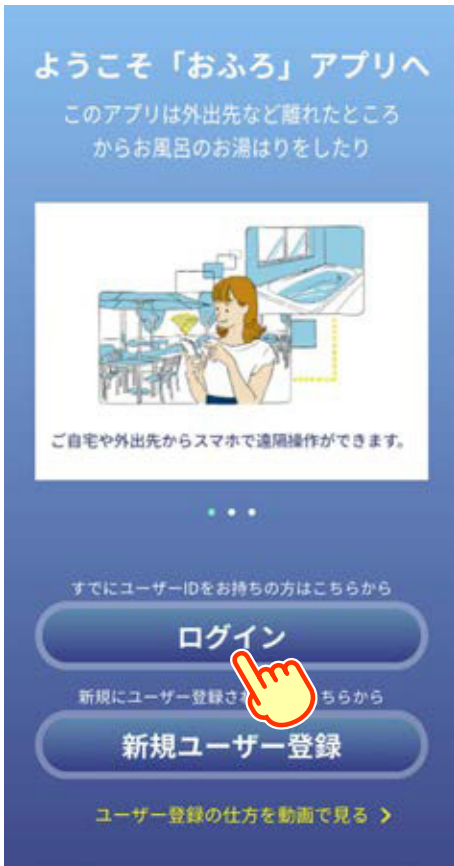 ようこそ「おふろ」アプリへ
このアプリは外出先など離れたところ
からお風呂のお湯はりをしたり
ご自宅や外出先からスマホで遠隔操作ができます。
すでにユーザーIDをお持ちの方はこちらから
ログイン
新規にユーザー登録さ ちらから
新規ユーザー登録
ユーザー登録の仕方を動画で見る >